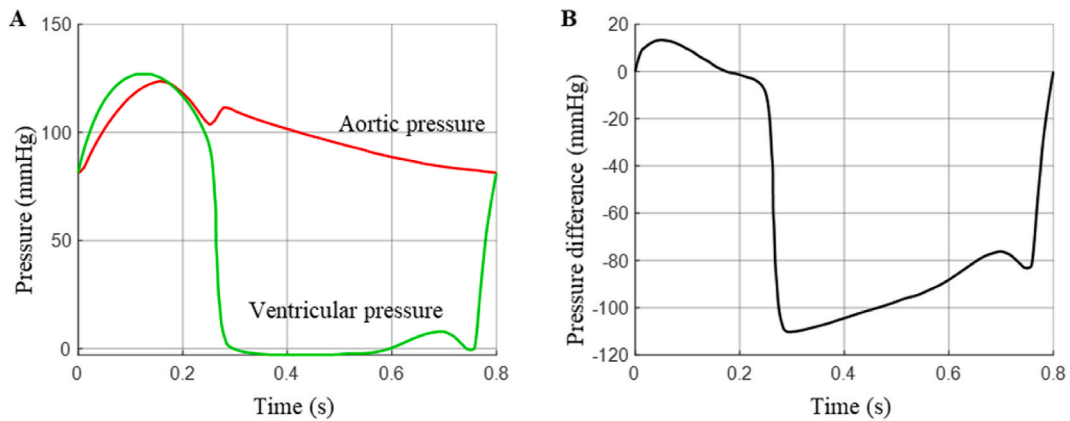 A
150
100
50
0
Pressure (mmHg)
Aortic pressure
Ventricular pressure
0 0.2 0.4 0.6 0.8
Time (s)
B
20
0
-20
-40
-60
-80
-100
-120
Pressure difference (mmHg)
0 0.2 0.4 0.6 0.8
Time (s)